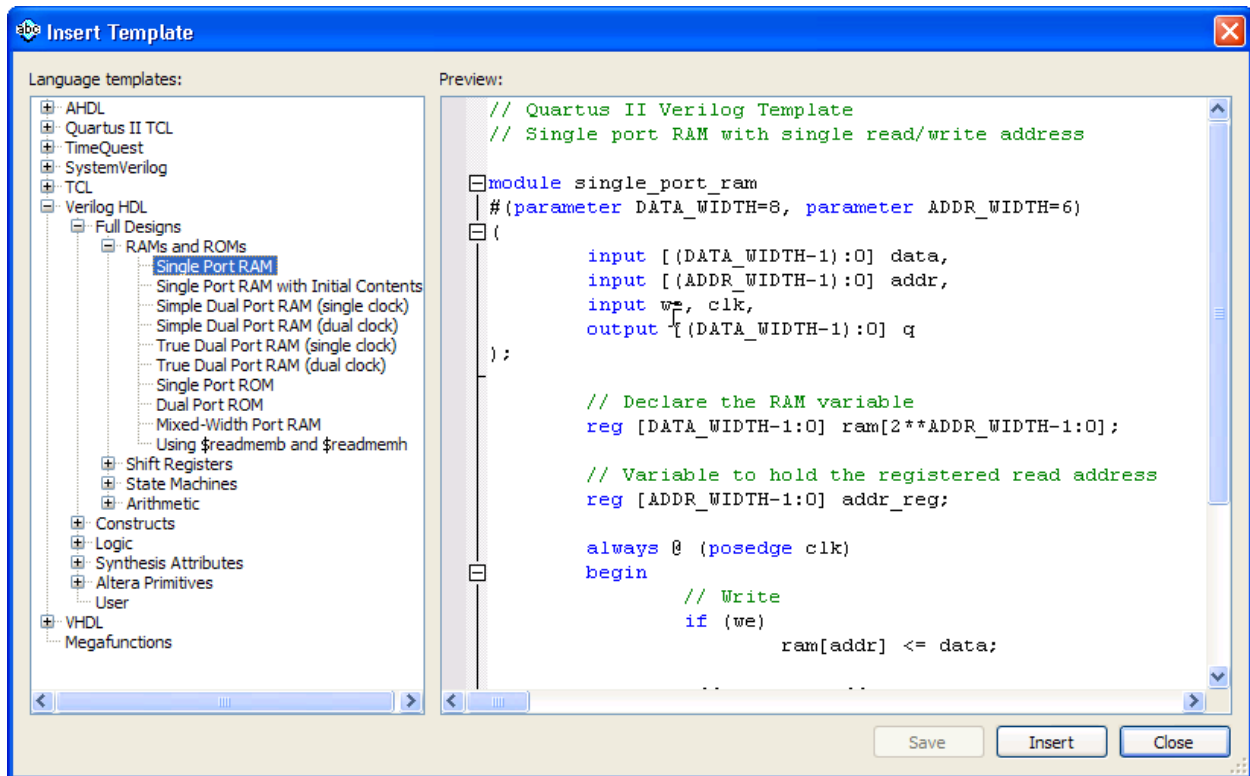 Insert Template
Language templates:
AHDL
Quartus II TCL
TimeQuest
SystemVerilog
TCL
Verilog HDL
Full Designs
RAMs and ROMs
Single Port RAM
Single Port RAM with Initial Contents
Simple Dual Port RAM (single clock)
Simple Dual Port RAM (dual clock)
True Dual Port RAM (single clock)
True Dual Port RAM (dual clock)
Single Port ROM
Dual Port ROM
Mixed-Width Port RAM
Using $readmemb and $readmemh
Shift Registers
State Machines
Arithmetic
Constructs
Logic
Synthesis Attributes
Altera Primitives
User
VHDL
Megafunctions
Preview:
// Quartus II Verilog Template
// Single port RAM with single read/write address
module single_port_ram
#(parameter DATA_WIDTH=8, parameter ADDR_WIDTH=6)
(
input [(DATA_WIDTH-1):0] data,
input [(ADDR_WIDTH-1):0] addr,
input we, clk,
output [(DATA_WIDTH-1):0] q
);
// Declare the RAM variable
reg [DATA_WIDTH-1:0] ram[2**ADDR_WIDTH-1:0];
// Variable to hold the registered read address
reg [ADDR_WIDTH-1:0] addr_reg;
always @ (posedge clk)
begin
// Write
if (we)
ram[addr] <= data;
Save
Insert
Close